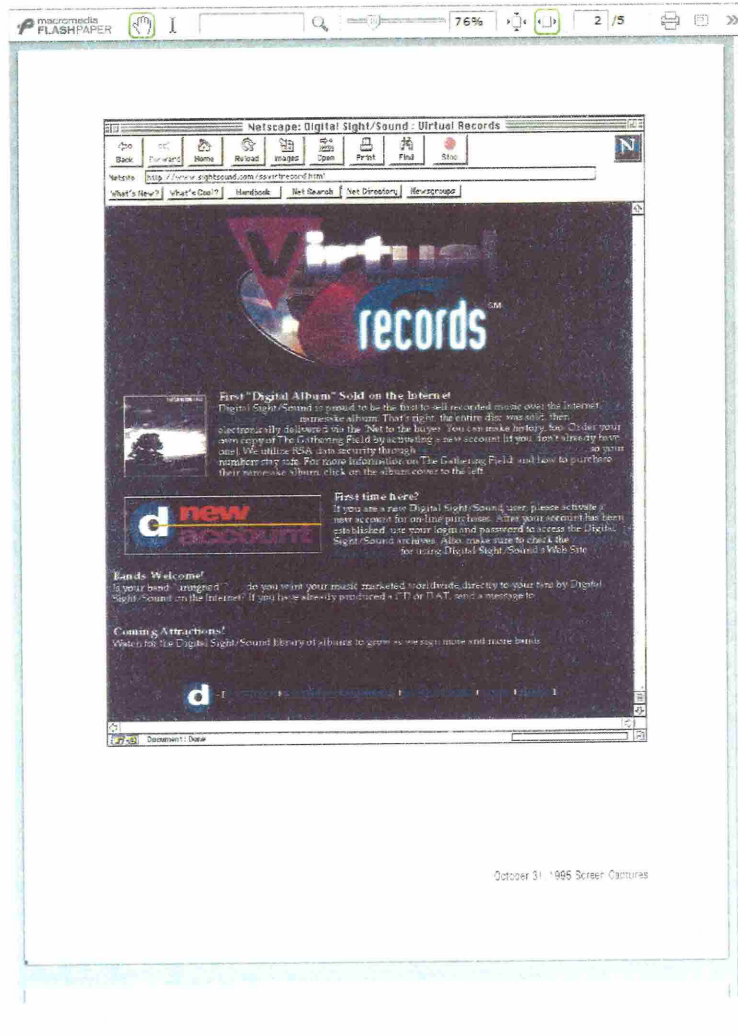 macromedia
FLASHPAPER
76%
2 /5
Netscape: Digital Sight/Sound : Virtual Records
Back Forward Home Reload Images Open Print Find Stop
N
Netsite: http://www.sightsound.com/ssvirtrecord.html
What's New? What's Cool? Handbook Net Search Net Directory Newsgroups
Virtual
records SM
First "Digital Album" Sold on the Internet
Digital Sight/Sound is proud to be the first to sell recorded music over the Internet,
namesake album. That's right, the entire disc was sold, then
electronically delivered via the 'Net to the buyer. You can make history, too. Order your
own copy of The Gathering Field by activating a new account (if you don't already have
one). We utilize RSA data security through so your
numbers stay safe. For more information on The Gathering Field, and how to purchase
their namesake album, click on the album cover to the left.
d new
account
First time here?
If you are a new Digital Sight/Sound user, please activate a
new account for on-line purchases. After your account has been
established, use your login and password to access the Digital
Sight/Sound archives. Also, make sure to check the
for using Digital Sight/Sound's Web Site
Bands Welcome!
Is your band "unsigned"? do you want your music marketed worldwide, directly to your fans by Digital
Sight/Sound on the Internet? If you have already produced a CD or DAT, send a message to
Coming Attractions!
Watch for the Digital Sight/Sound library of albums to grow as we sign more and more bands
d
Document: Done
October 31, 1995 Screen Captures